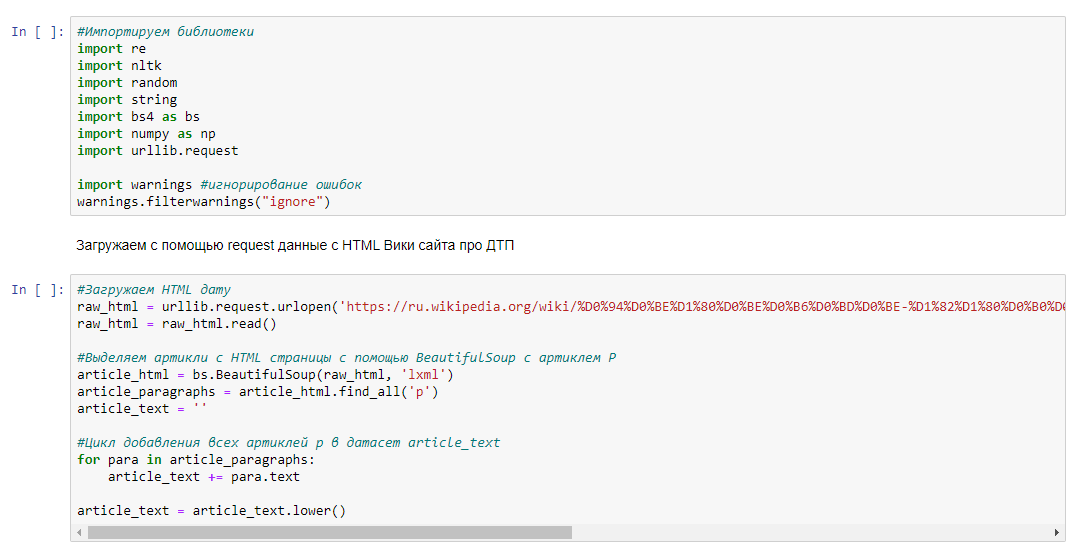 In [ ]:
#Импортируем библиотеки
import re
import nltk
import random
import string
import bs4 as bs
import numpy as np
import urllib.request

import warnings #игнорирование ошибок
warnings.filterwarnings("ignore")
Загружаем с помощью request данные с HTML Вики сайта про ДТП
In [ ]:
#Загружаем HTML дату
raw_html = urllib.request.urlopen('https://ru.wikipedia.org/wiki/%D0%94%D0%BE%D1%80%D0%BE%D0%B6%D0%BD%D0%BE-%D1%82%D1%80%D0%B0%D0
raw_html = raw_html.read()

#Выделяем артикли с HTML страницы с помощью BeautifulSoup с артиклем P
article_html = bs.BeautifulSoup(raw_html, 'lxml')
article_paragraphs = article_html.find_all('p')
article_text = ''

#Цикл добавления всех артиклей p в датасет article_text
for para in article_paragraphs:
    article_text += para.text

article_text = article_text.lower()